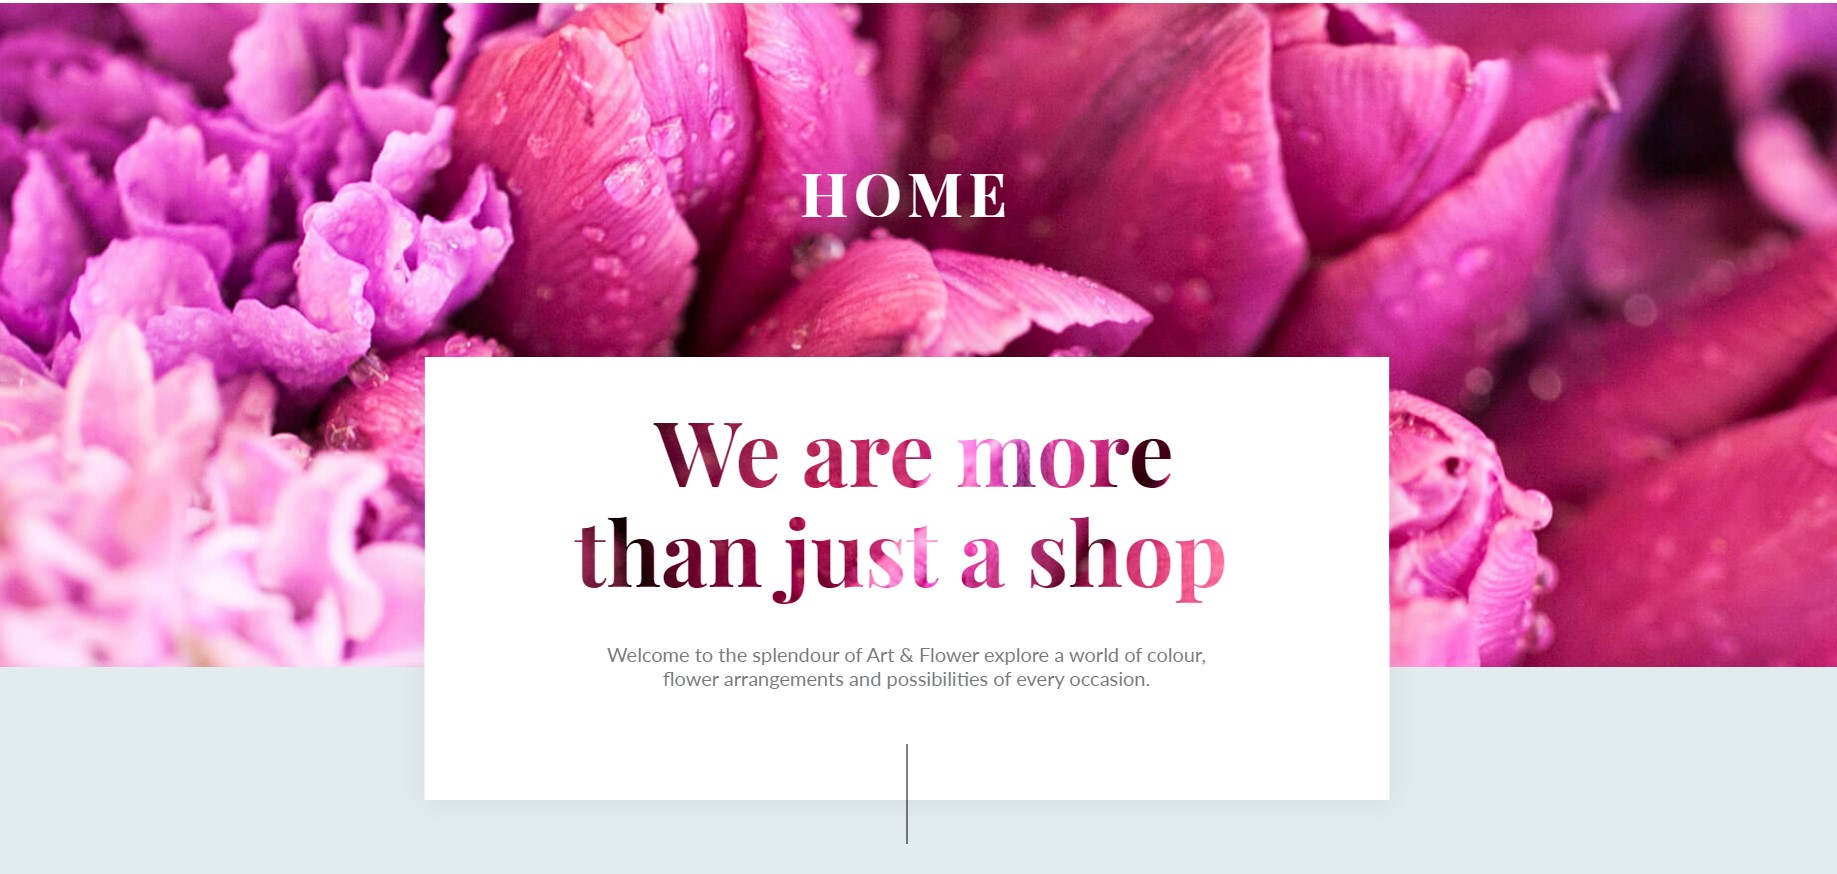 HOME
We are more
than just a shop
Welcome to the splendour of Art & Flower explore a world of colour,
flower arrangements and possibilities of every occasion.